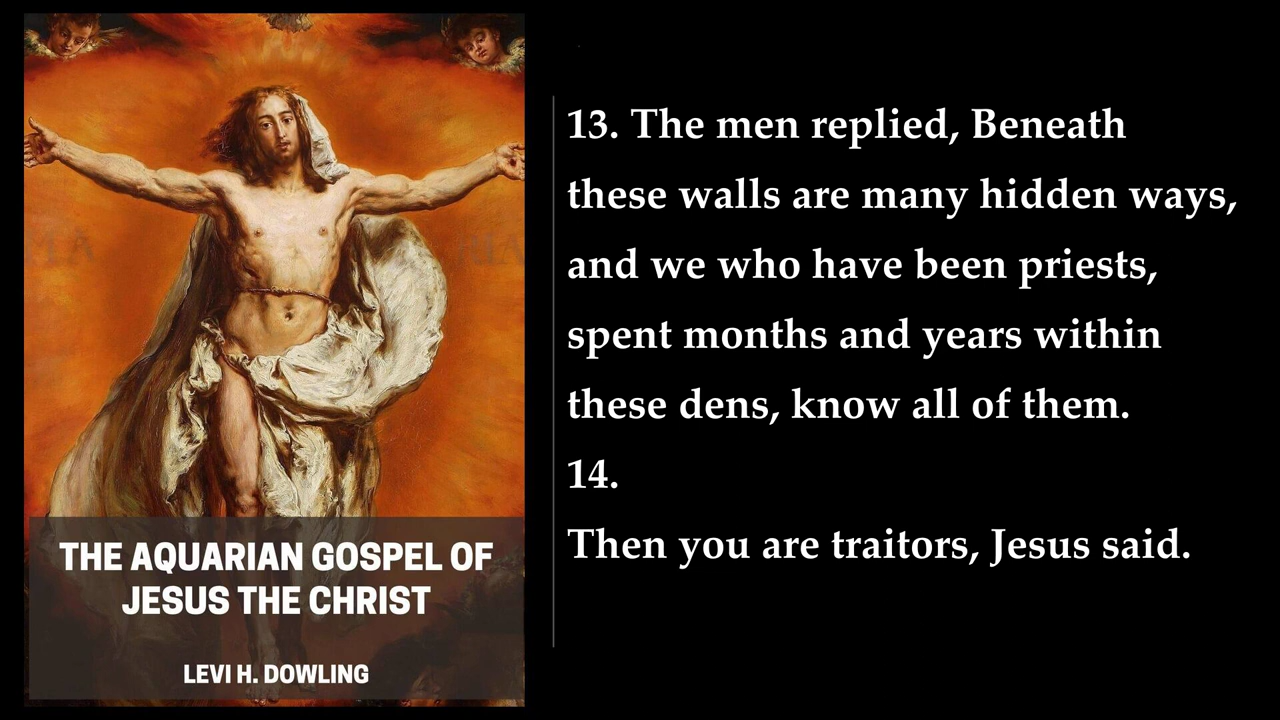 THE AQUARIAN GOSPEL OF
JESUS THE CHRIST
LEVI H. DOWLING
13. The men replied, Beneath
these walls are many hidden ways,
and we who have been priests,
spent months and years within
these dens, know all of them.
14.
Then you are traitors, Jesus said.